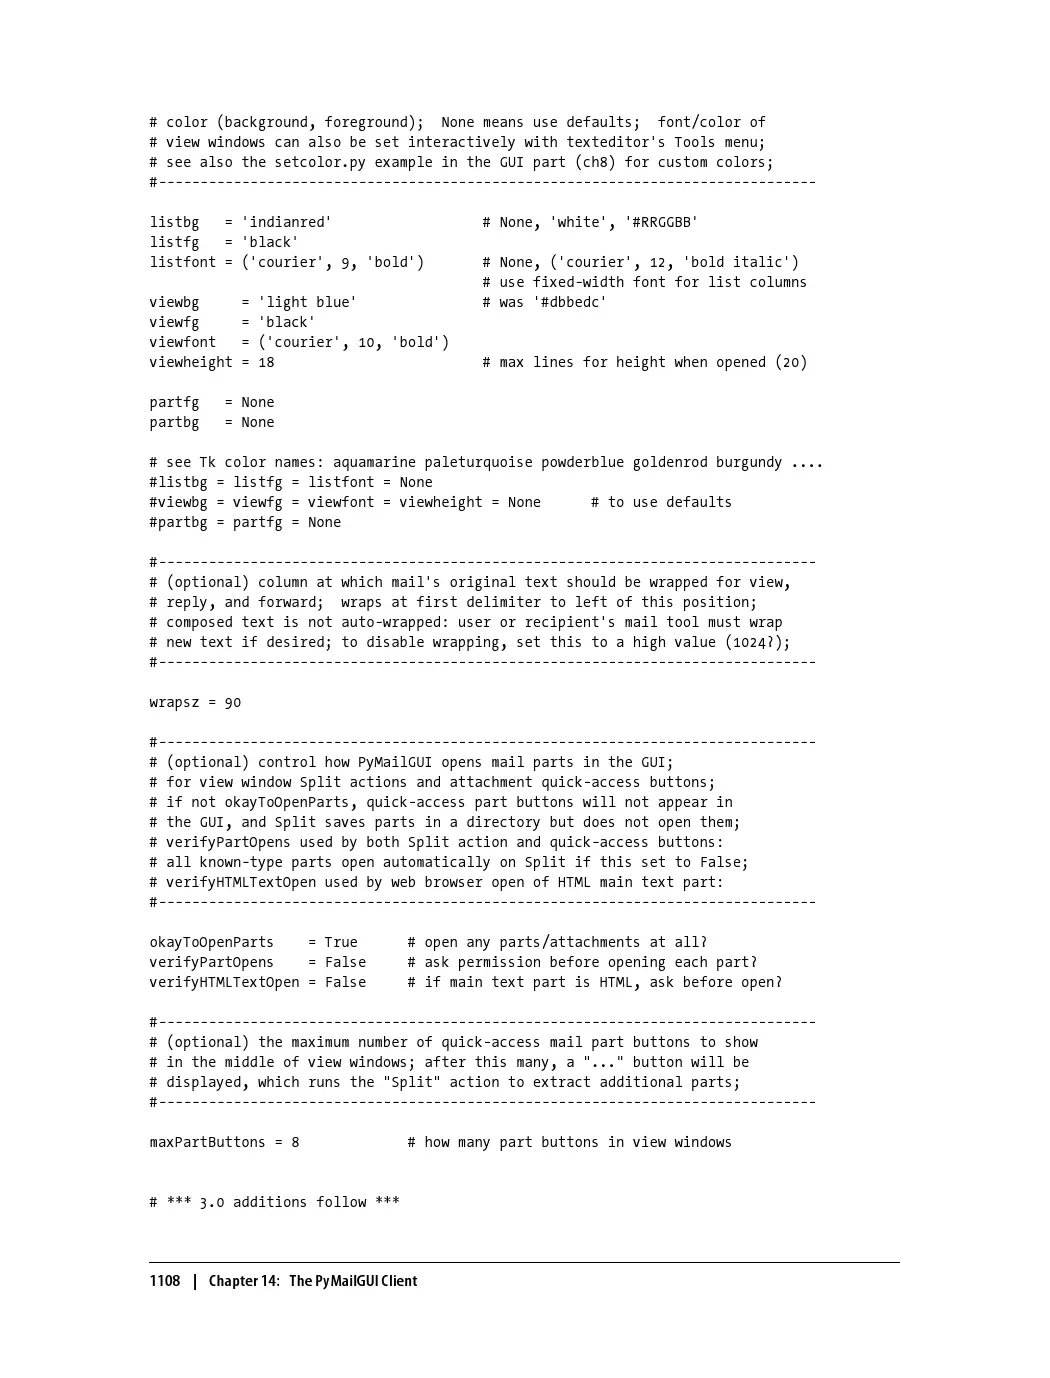 # color (background, foreground);  None means use defaults;  font/color of
# view windows can also be set interactively with texteditor's Tools menu;
# see also the setcolor.py example in the GUI part (ch8) for custom colors;
#-------------------------------------------------------------------------------
listbg   = 'indianred'                  # None, 'white', '#RRGGBB'
listfg   = 'black'
listfont = ('courier', 9, 'bold')       # None, ('courier', 12, 'bold italic')
                                        # use fixed-width font for list columns
viewbg     = 'light blue'               # was '#dbbedc'
viewfg     = 'black'
viewfont   = ('courier', 10, 'bold')
viewheight = 18                         # max lines for height when opened (20)
partfg   = None
partbg   = None
# see Tk color names: aquamarine paleturquoise powderblue goldenrod burgundy ....
#listbg = listfg = listfont = None
#viewbg = viewfg = viewfont = viewheight = None      # to use defaults
#partbg = partfg = None
#-------------------------------------------------------------------------------
# (optional) column at which mail's original text should be wrapped for view,
# reply, and forward;  wraps at first delimiter to left of this position;
# composed text is not auto-wrapped: user or recipient's mail tool must wrap
# new text if desired; to disable wrapping, set this to a high value (1024?);
#-------------------------------------------------------------------------------
wrapsz = 90
#-------------------------------------------------------------------------------
# (optional) control how PyMailGUI opens mail parts in the GUI;
# for view window Split actions and attachment quick-access buttons;
# if not okayToOpenParts, quick-access part buttons will not appear in
# the GUI, and Split saves parts in a directory but does not open them;
# verifyPartOpens used by both Split action and quick-access buttons:
# all known-type parts open automatically on Split if this set to False;
# verifyHTMLTextOpen used by web browser open of HTML main text part:
#-------------------------------------------------------------------------------
okayToOpenParts    = True      # open any parts/attachments at all?
verifyPartOpens    = False     # ask permission before opening each part?
verifyHTMLTextOpen = False     # if main text part is HTML, ask before open?
#-------------------------------------------------------------------------------
# (optional) the maximum number of quick-access mail part buttons to show
# in the middle of view windows; after this many, a "..." button will be
# displayed, which runs the "Split" action to extract additional parts;
#-------------------------------------------------------------------------------
maxPartButtons = 8             # how many part buttons in view windows
# *** 3.0 additions follow ***
1108 | Chapter 14: The PyMailGUI Client